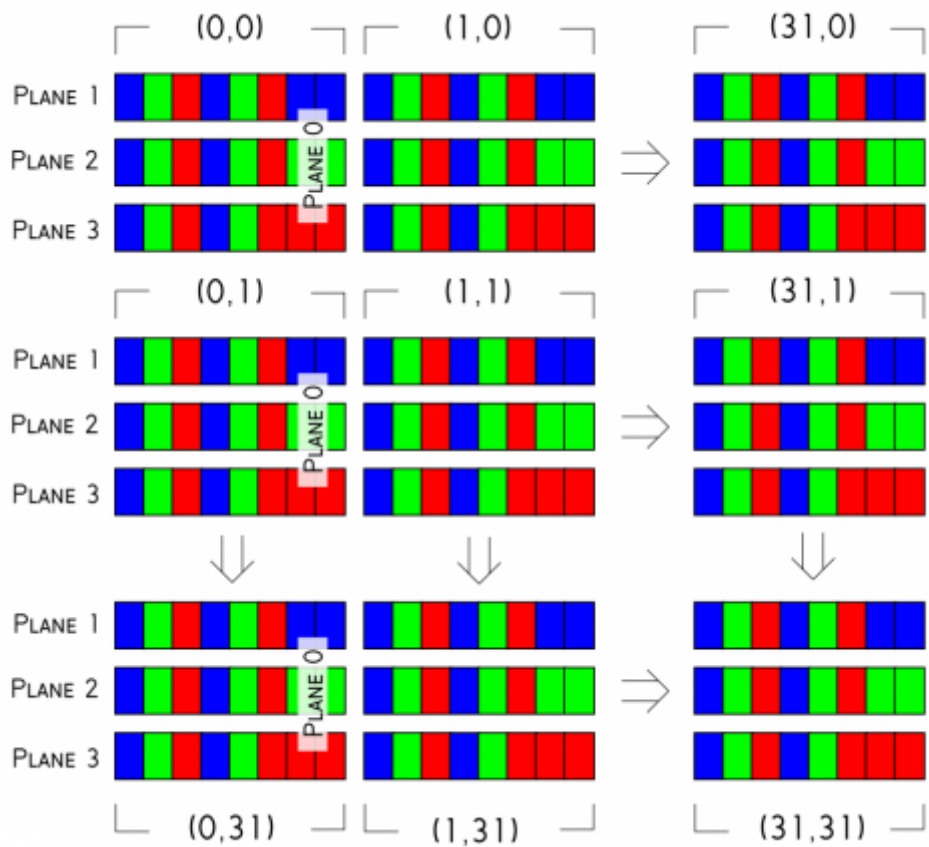 (0,0) (1,0) (31,0)
PLANE 1
PLANE 0
PLANE 2
PLANE 3
(0,1) (1,1) (31,1)
PLANE 1
PLANE 0
PLANE 2
PLANE 3
PLANE 1
PLANE 0
PLANE 2
PLANE 3
(0,31) (1,31) (31,31)